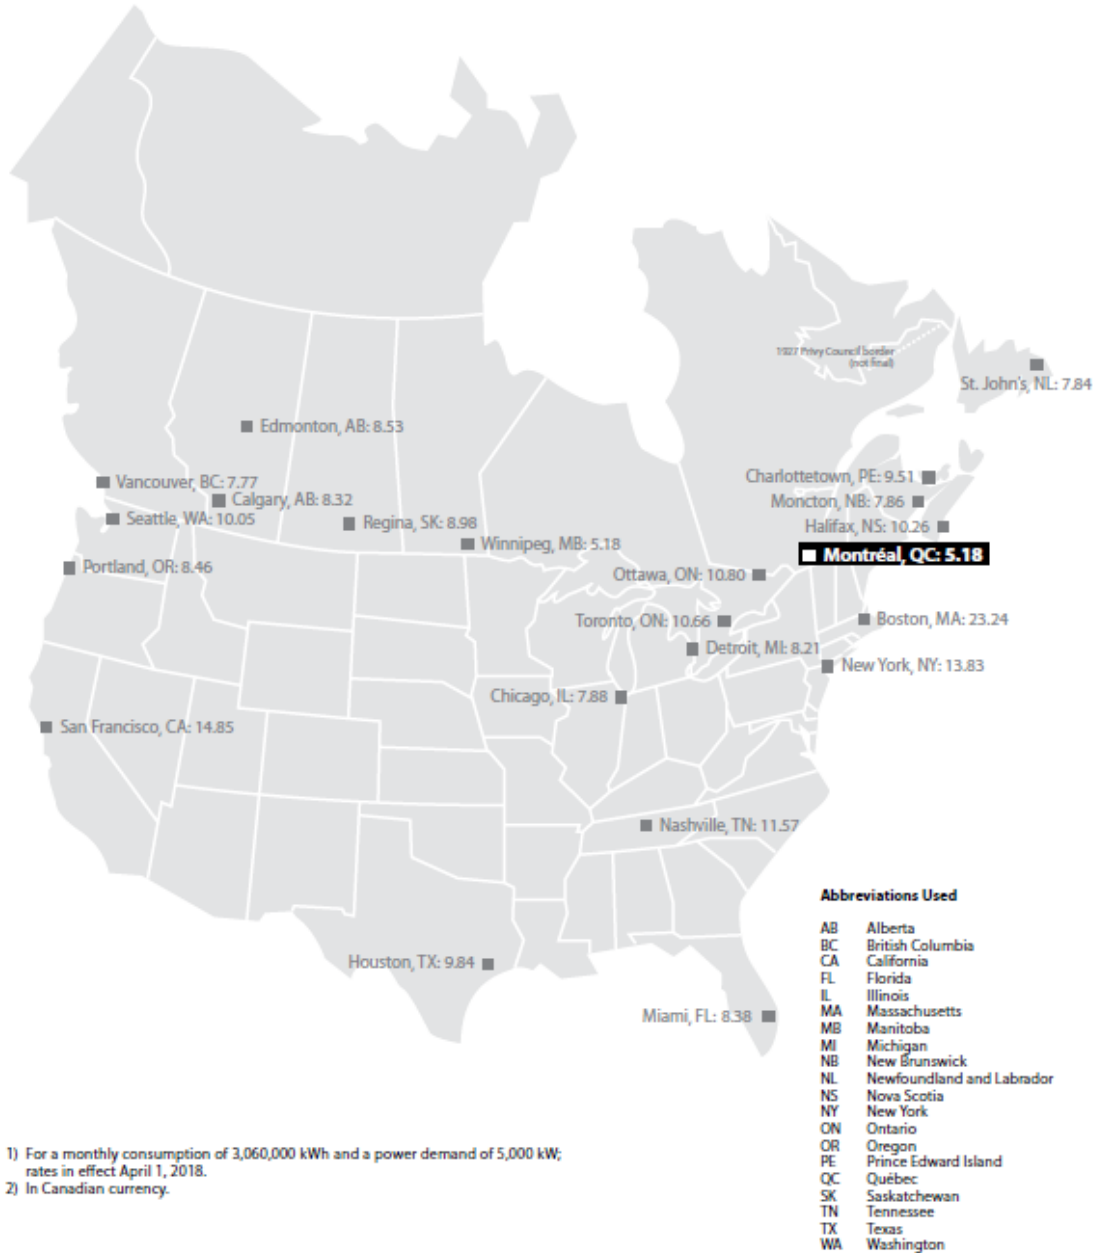 1927 Privy Council border
(not final)
St. John's, NL: 7.84
Edmonton, AB: 8.53
Charlottetown, PE: 9.51
Vancouver, BC: 7.77
Calgary, AB: 8.32
Moncton, NB: 7.86
Seattle, WA: 10.05
Regina, SK: 8.98
Halifax, NS: 10.26
Winnipeg, MB: 5.18
Montréal, QC: 5.18
Portland, OR: 8.46
Ottawa, ON: 10.80
Toronto, ON: 10.66
Boston, MA: 23.24
Detroit, MI: 8.21
New York, NY: 13.83
Chicago, IL: 7.88
San Francisco, CA: 14.85
Nashville, TN: 11.57
Houston, TX: 9.84
Miami, FL: 8.38
Abbreviations Used
AB Alberta
BC British Columbia
CA California
FL Florida
IL Illinois
MA Massachusetts
MB Manitoba
MI Michigan
NB New Brunswick
NL Newfoundland and Labrador
NS Nova Scotia
NY New York
ON Ontario
OR Oregon
PE Prince Edward Island
QC Québec
SK Saskatchewan
TN Tennessee
TX Texas
WA Washington
1) For a monthly consumption of 3,060,000 kWh and a power demand of 5,000 kW;
rates in effect April 1, 2018.
2) In Canadian currency.